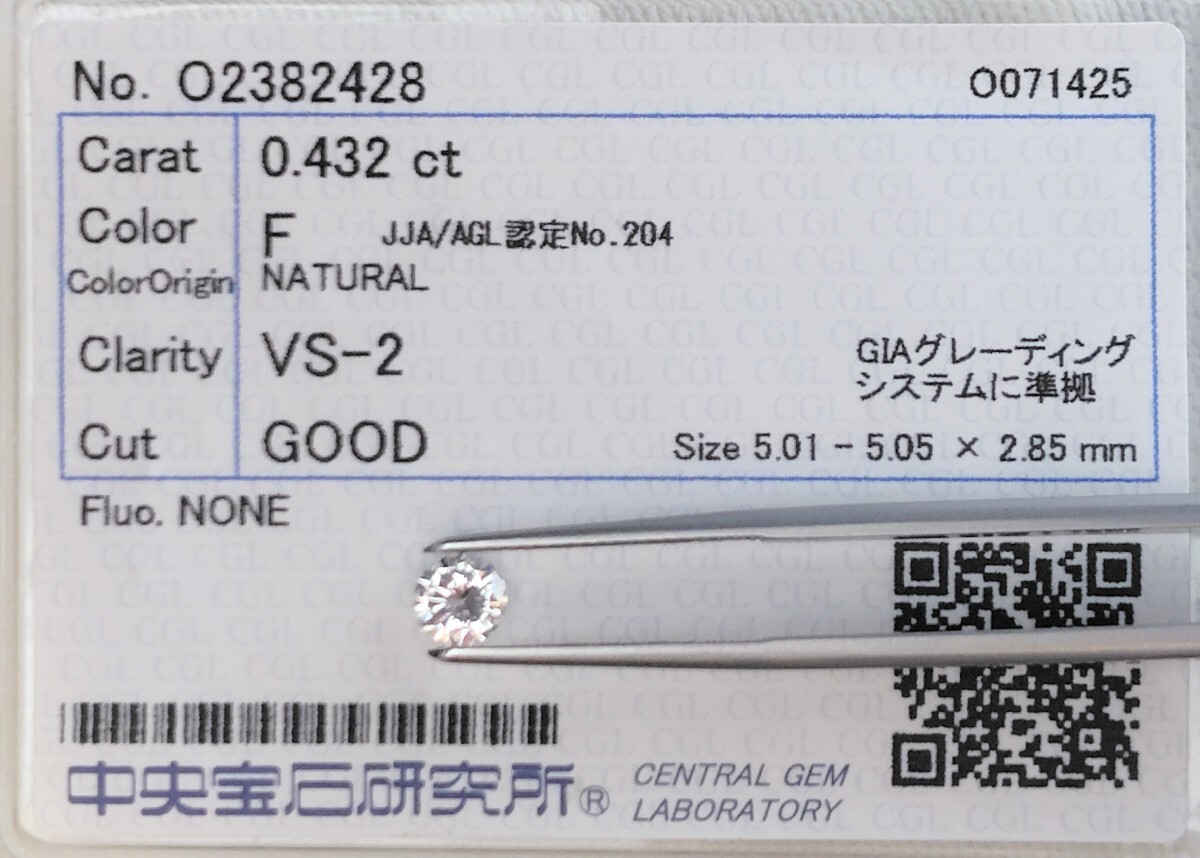 No. O2382428
O071425
Carat 0.432 ct
Color F JJA/AGL認定No.204
ColorOrigin NATURAL
Clarity VS-2
GIAグレーディング
システムに準拠
Cut GOOD Size 5.01 - 5.05 × 2.85 mm
Fluo. NONE
中央宝石研究所® CENTRAL GEM
LABORATORY